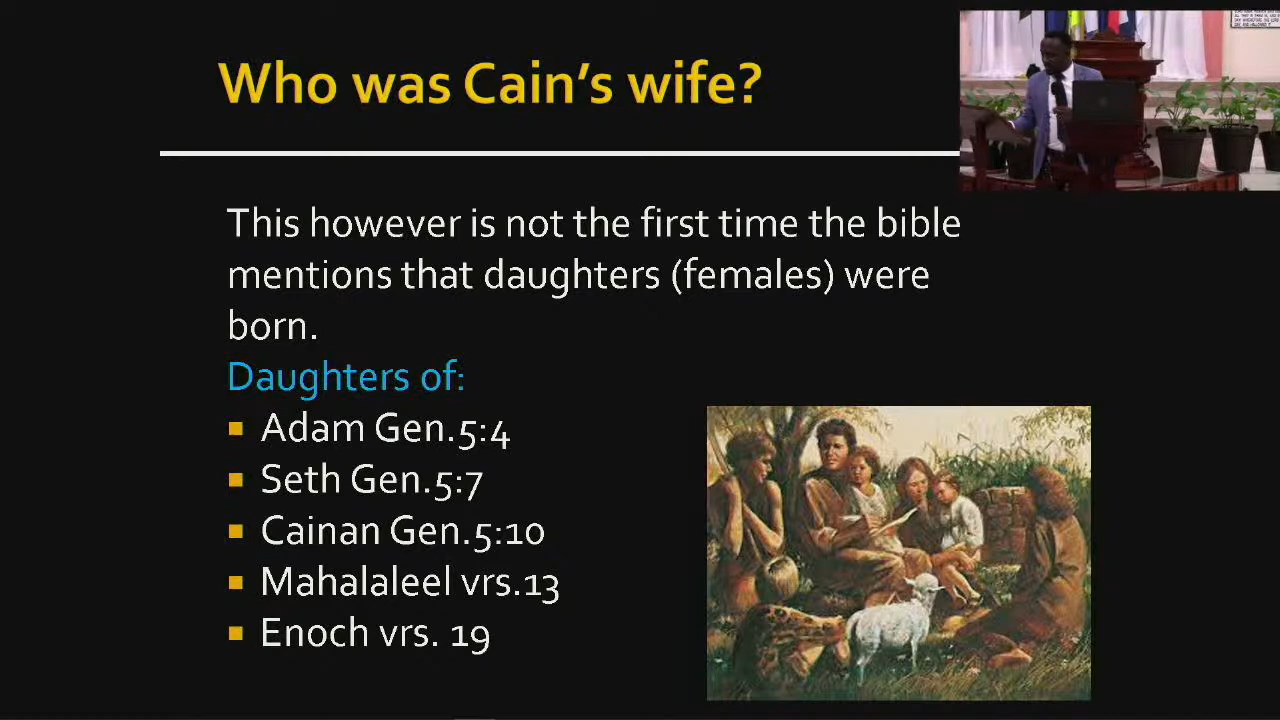 Who was Cain's wife?
This however is not the first time the bible
mentions that daughters (females) were
born.
Daughters of:
Adam Gen.5:4
Seth Gen.5:7
Cainan Gen.5:10
Mahalaleel vrs.13
Enoch vrs. 19